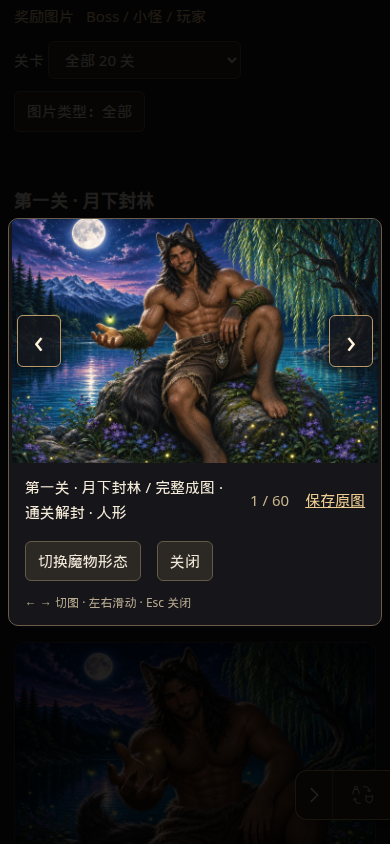 奖励图片 Boss / 小怪 / 玩家
关卡 全部 20 关
图片类型: 全部
第一关 · 月下封林
‹ ›
第一关 · 月下封林 / 完整成图 ·
通关解封 · 人形
1 / 60 保存原图
切换魔物形态 关闭
← → 切图 · 左右滑动 · Esc 关闭